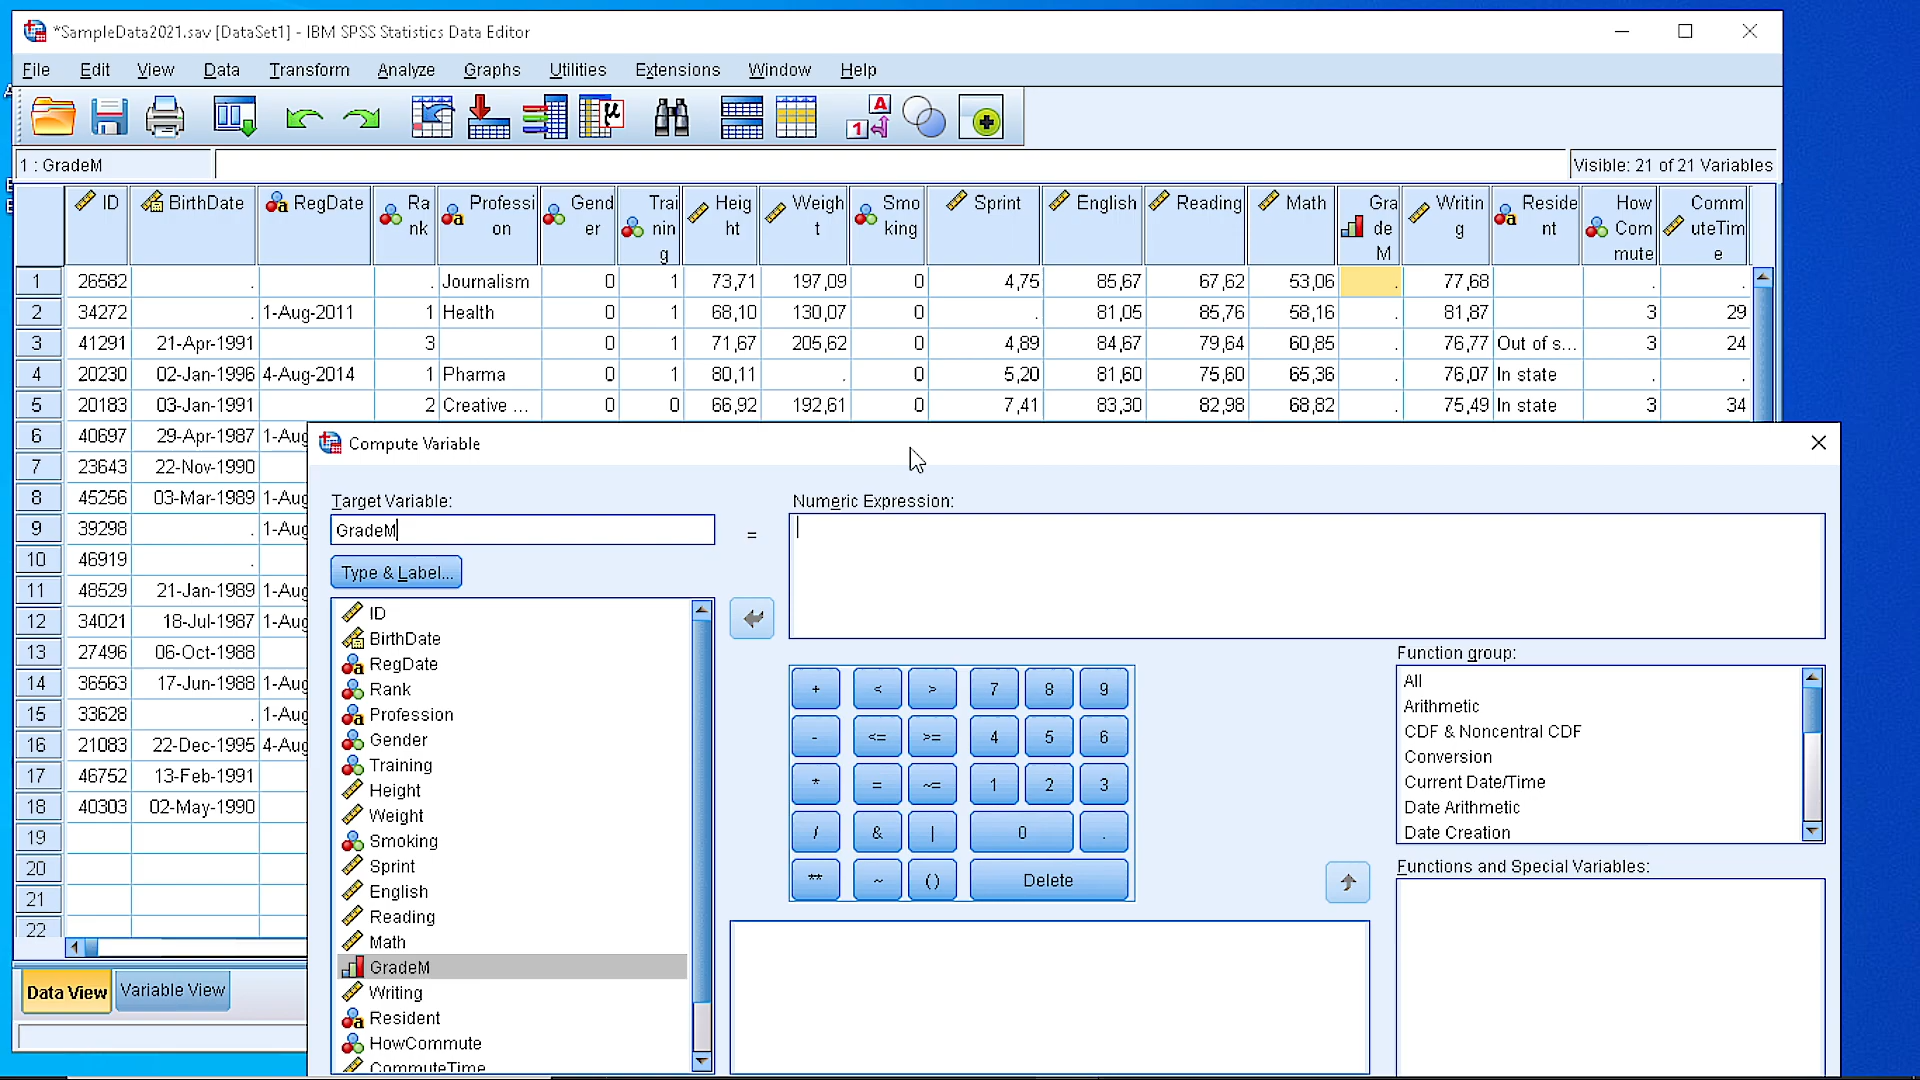 *SampleData2021.sav [DataSet1] - IBM SPSS Statistics Data Editor
File Edit View Data Transform Analyze Graphs Utilities Extensions Window Help
1 : GradeM Visible: 21 of 21 Variables
ID BirthDate RegDate Rank Profession Gender Training Height Weight Smoking Sprint English Reading Math GradeM Writing Resident HowCommute CommuteTime
1 26582 . . Journalism 0 1 73,71 197,09 0 4,75 85,67 67,62 53,06 . 77,68 . .
2 34272 . 1-Aug-2011 1 Health 0 1 68,10 130,07 0 . 81,05 85,76 58,16 . 81,87 3 29
3 41291 21-Apr-1991 3 0 1 71,67 205,62 0 4,89 84,67 79,64 60,85 . 76,77 Out of s... 3 24
4 20230 02-Jan-1996 4-Aug-2014 1 Pharma 0 1 80,11 . 0 5,20 81,60 75,60 65,36 . 76,07 In state . .
5 20183 03-Jan-1991 2 Creative ... 0 0 66,92 192,61 0 7,41 83,30 82,98 68,82 . 75,49 In state 3 34
6 40697 29-Apr-1987 1-Aug
7 23643 22-Nov-1990
8 45256 03-Mar-1989 1-Aug
9 39298 . 1-Aug
10 46919 .
11 48529 21-Jan-1989 1-Aug
12 34021 18-Jul-1987 1-Aug
13 27496 06-Oct-1988
14 36563 17-Jun-1988 1-Aug
15 33628 . 1-Aug
16 21083 22-Dec-1995 4-Aug
17 46752 13-Feb-1991
18 40303 02-May-1990
19
20
21
22
Data View Variable View
Compute Variable
Target Variable:
GradeM
Type & Label...
ID
BirthDate
RegDate
Rank
Profession
Gender
Training
Height
Weight
Smoking
Sprint
English
Reading
Math
GradeM
Writing
Resident
HowCommute
CommuteTime
=
Numeric Expression:
+ < > 7 8 9
- <= >= 4 5 6
* = ~= 1 2 3
/ & | 0 .
** ~ () Delete
Function group:
All
Arithmetic
CDF & Noncentral CDF
Conversion
Current Date/Time
Date Arithmetic
Date Creation
Functions and Special Variables: